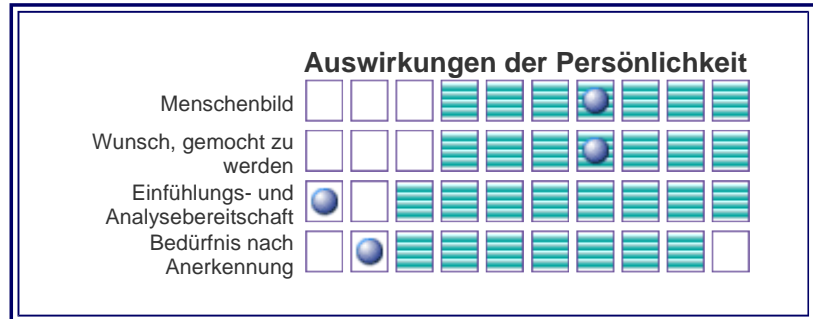 Auswirkungen der Persönlichkeit
Menschenbild
Wunsch, gemocht zu
werden
Einfühlungs- und
Analysebereitschaft
Bedürfnis nach
Anerkennung